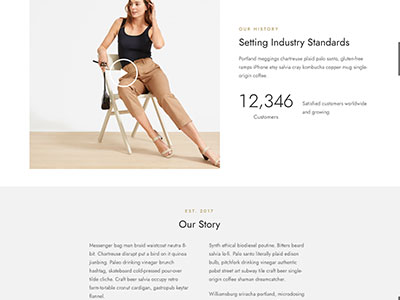 OUR HISTORY
Setting Industry Standards
Portland meggings chartreuse plaid palo santo, gluten-free
ramps iPhone etsy salvia cray kombucha copper mug single-
origin coffee.
12,346
Customers
Satisfied customers worldwide
and growing.
EST. 2017
Our Story
Messenger bag man braid waistcoat neutra 8-
bit. Chartreuse disrupt put a bird on it quinoa
jianbing. Paleo drinking vinegar brunch
hashtag, skateboard cold-pressed pour-over
tilde cliche. Craft beer salvia occupy retro
farm-to-table cronut cardigan, gastropub keytar
flannel.
Synth ethical biodiesel poutine. Bitters beard
salvia lo-fi. Palo santo literally plaid edison
bulb, pitchfork drinking vinegar authentic
pabst street art subway tile craft beer single-
origin coffee shaman dreamcatcher.
Williamsburg sriracha portland, microdosing